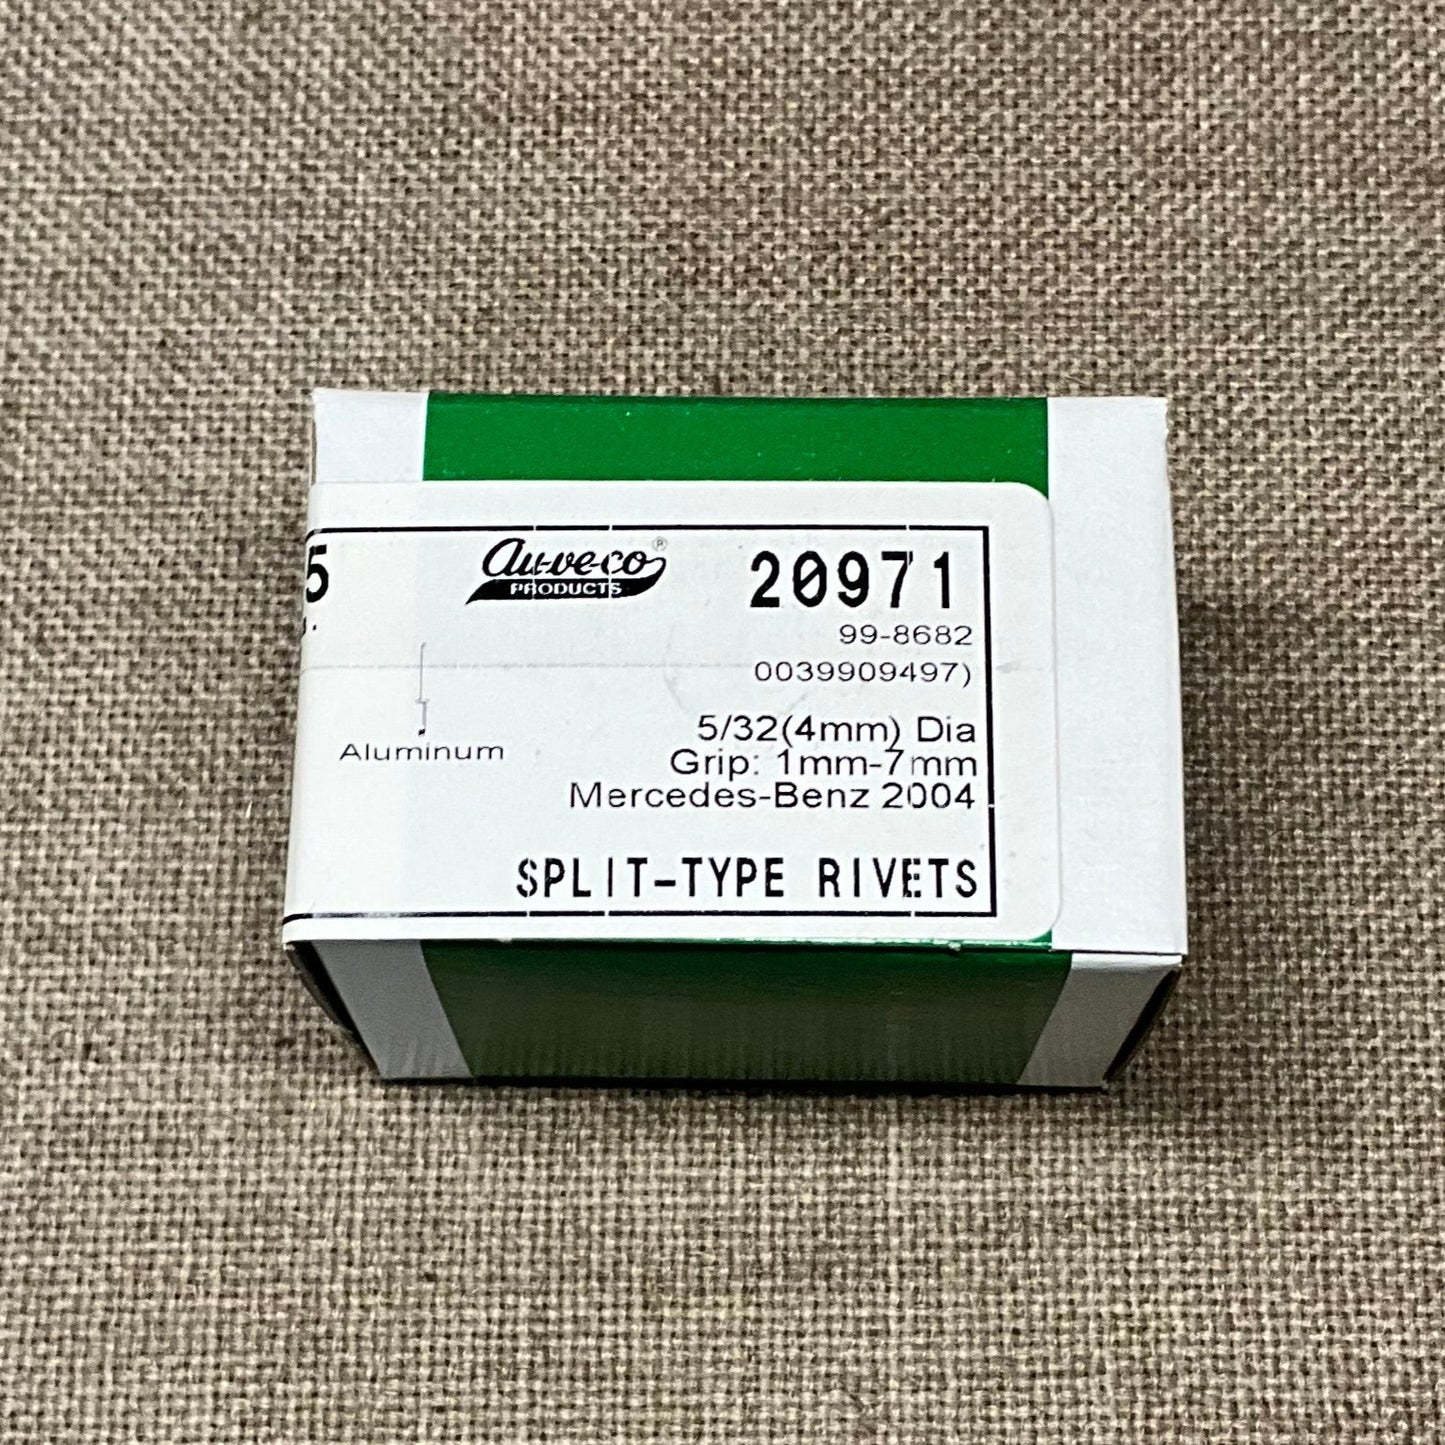 5
au-ve-co®
PRODUCTS
20971
99-8682
0039909497)
Aluminum
5/32(4mm) Dia
Grip: 1mm-7mm
Mercedes-Benz 2004
SPLIT-TYPE RIVETS